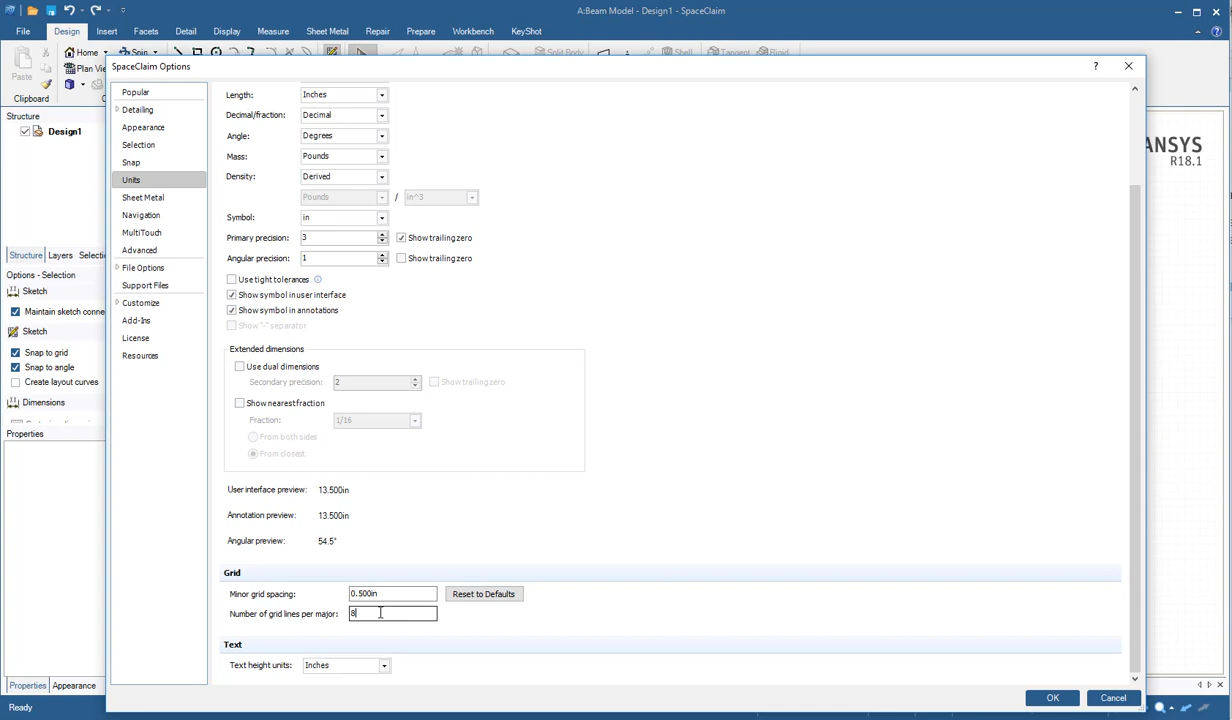 A:Beam Model - Design1 - SpaceClaim
File Design Insert Facets Detail Display Measure Sheet Metal Repair Prepare Workbench KeyShot
Home Spin Split Body Shell Tangent Rigid
Paste
Clipboard
SpaceClaim Options
Structure
Design1
Structure Layers
Options - Selection
Sketch
Sketch
Snap to grid
Snap to angle
Create layout curves
Dimensions
Properties
Properties Appearance
Ready
Popular
Detailing
Appearance
Selection
Snap
Units
Sheet Metal
Navigation
MultiTouch
Advanced
File Options
Support Files
Customize
Add-Ins
License
Resources
Length: Inches
Decimal/fraction: Decimal
Angle: Degrees
Mass: Pounds
Density: Derived
Pounds / in^3
Symbol: in
Primary precision: 3 Show trailing zero
Angular precision: 1 Show trailing zero
Use tight tolerances
Show symbol in user interface
Show symbol in annotations
Show "-" separator
Extended dimensions
Use dual dimensions
Secondary precision: 2 Show trailing zero
Show nearest fraction
Fraction: 1/16
From both sides
From closest
User interface preview: 13.500in
Annotation preview: 13.500in
Angular preview: 54.5°
Grid
Minor grid spacing: 0.500in Reset to Defaults
Number of grid lines per major: 8
Text
Text height units: Inches
OK Cancel
ANSYS
R18.1